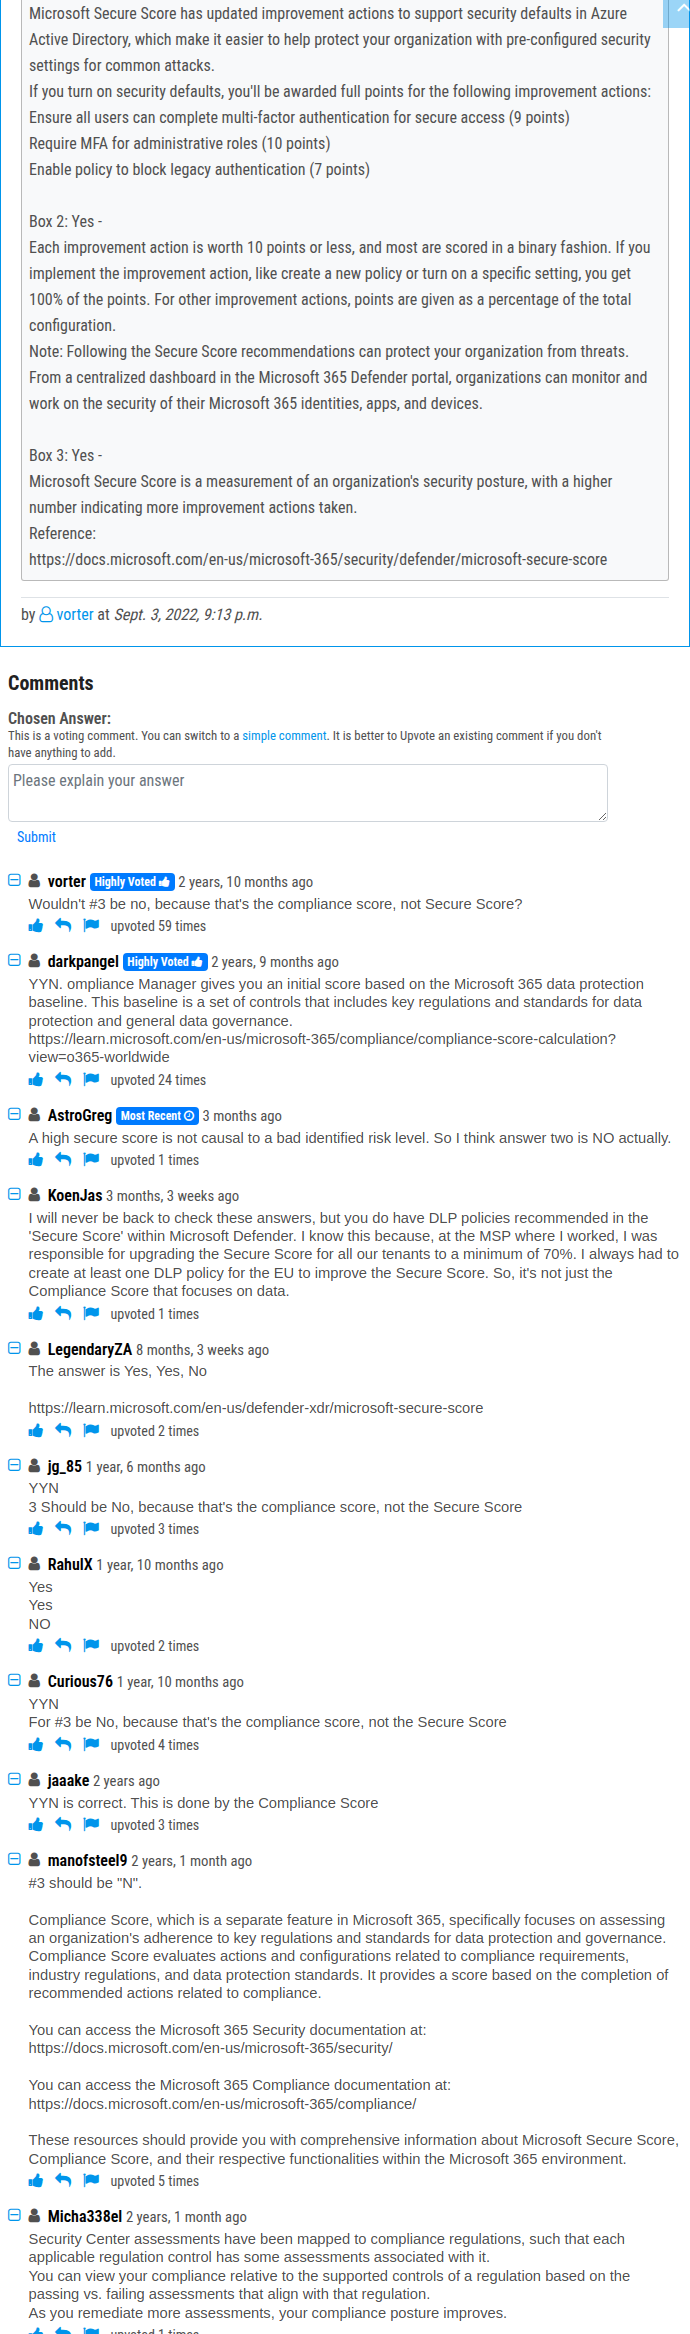 Microsoft Secure Score has updated improvement actions to support security defaults in Azure
Active Directory, which make it easier to help protect your organization with pre-configured security
settings for common attacks.
If you turn on security defaults, you'll be awarded full points for the following improvement actions:
Ensure all users can complete multi-factor authentication for secure access (9 points)
Require MFA for administrative roles (10 points)
Enable policy to block legacy authentication (7 points)
Box 2: Yes -
Each improvement action is worth 10 points or less, and most are scored in a binary fashion. If you
implement the improvement action, like create a new policy or turn on a specific setting, you get
100% of the points. For other improvement actions, points are given as a percentage of the total
configuration.
Note: Following the Secure Score recommendations can protect your organization from threats.
From a centralized dashboard in the Microsoft 365 Defender portal, organizations can monitor and
work on the security of their Microsoft 365 identities, apps, and devices.
Box 3: Yes -
Microsoft Secure Score is a measurement of an organization's security posture, with a higher
number indicating more improvement actions taken.
Reference:
https://docs.microsoft.com/en-us/microsoft-365/security/defender/microsoft-secure-score
by vorter at Sept. 3, 2022, 9:13 p.m.
Comments
Chosen Answer:
This is a voting comment. You can switch to a simple comment. It is better to Upvote an existing comment if you don't
have anything to add.
Please explain your answer
Submit
vorter Highly Voted 2 years, 10 months ago
Wouldn't #3 be no, because that's the compliance score, not Secure Score?
upvoted 59 times
darkpangel Highly Voted 2 years, 9 months ago
YYN. ompliance Manager gives you an initial score based on the Microsoft 365 data protection
baseline. This baseline is a set of controls that includes key regulations and standards for data
protection and general data governance.
https://learn.microsoft.com/en-us/microsoft-365/compliance/compliance-score-calculation?
view=o365-worldwide
upvoted 24 times
AstroGreg Most Recent 3 months ago
A high secure score is not causal to a bad identified risk level. So I think answer two is NO actually.
upvoted 1 times
KoenJas 3 months, 3 weeks ago
I will never be back to check these answers, but you do have DLP policies recommended in the
'Secure Score' within Microsoft Defender. I know this because, at the MSP where I worked, I was
responsible for upgrading the Secure Score for all our tenants to a minimum of 70%. I always had to
create at least one DLP policy for the EU to improve the Secure Score. So, it's not just the
Compliance Score that focuses on data.
upvoted 1 times
LegendaryZA 8 months, 3 weeks ago
The answer is Yes, Yes, No
https://learn.microsoft.com/en-us/defender-xdr/microsoft-secure-score
upvoted 2 times
jg_85 1 year, 6 months ago
YYN
3 Should be No, because that's the compliance score, not the Secure Score
upvoted 3 times
RahulX 1 year, 10 months ago
Yes
Yes
NO
upvoted 2 times
Curious76 1 year, 10 months ago
YYN
For #3 be No, because that's the compliance score, not the Secure Score
upvoted 4 times
jaaake 2 years ago
YYN is correct. This is done by the Compliance Score
upvoted 3 times
manofsteel9 2 years, 1 month ago
#3 should be "N".
Compliance Score, which is a separate feature in Microsoft 365, specifically focuses on assessing
an organization's adherence to key regulations and standards for data protection and governance.
Compliance Score evaluates actions and configurations related to compliance requirements,
industry regulations, and data protection standards. It provides a score based on the completion of
recommended actions related to compliance.
You can access the Microsoft 365 Security documentation at:
https://docs.microsoft.com/en-us/microsoft-365/security/
You can access the Microsoft 365 Compliance documentation at:
https://docs.microsoft.com/en-us/microsoft-365/compliance/
These resources should provide you with comprehensive information about Microsoft Secure Score,
Compliance Score, and their respective functionalities within the Microsoft 365 environment.
upvoted 5 times
Micha338el 2 years, 1 month ago
Security Center assessments have been mapped to compliance regulations, such that each
applicable regulation control has some assessments associated with it.
You can view your compliance relative to the supported controls of a regulation based on the
passing vs. failing assessments that align with that regulation.
As you remediate more assessments, your compliance posture improves.
upvoted 1 times